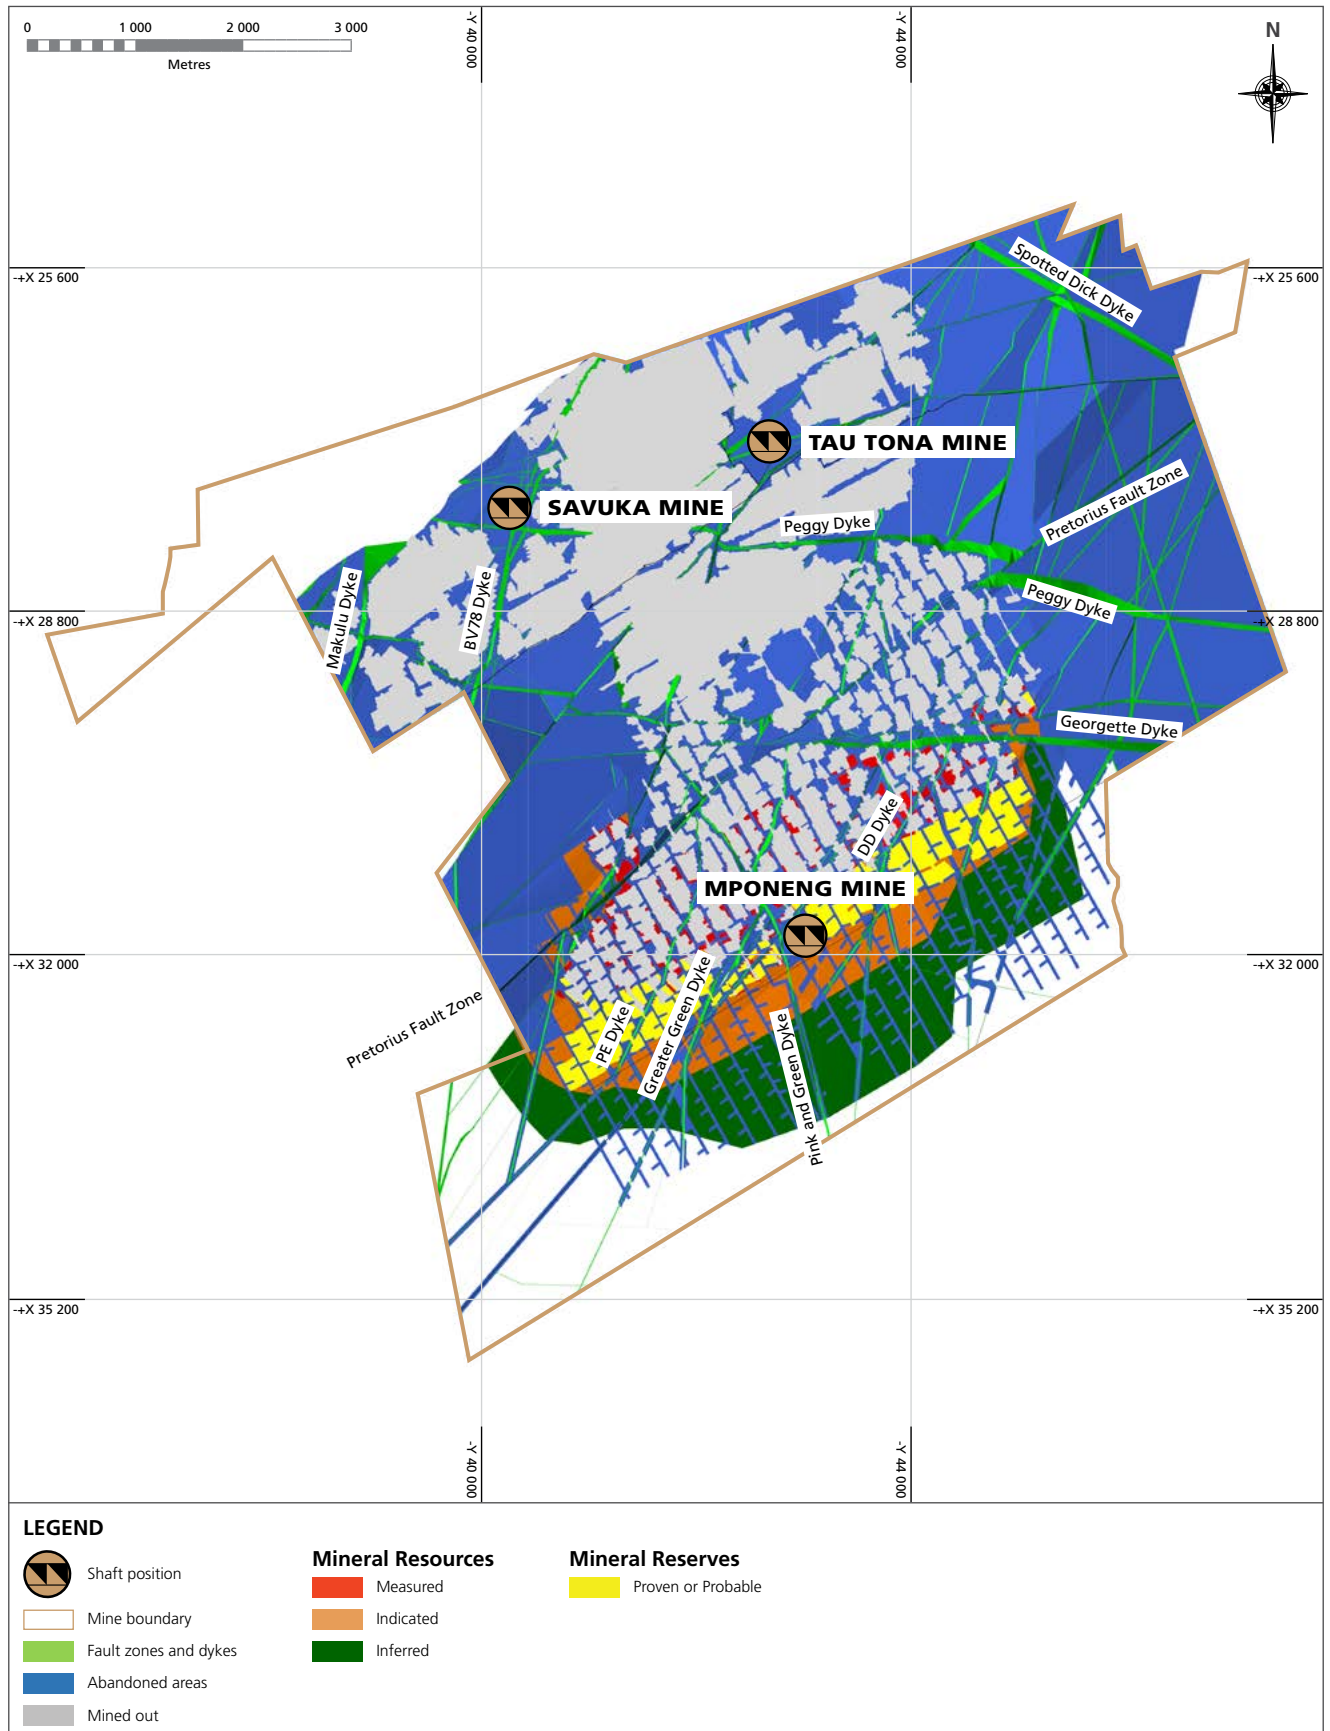 0 1 000 2 000 3 000
Metres
-Y 40 000
-Y 44 000
N
-+X 25 600
-+X 25 600
Spotted Dick Dyke
TAU TONA MINE
SAVUKA MINE
Pretorius Fault Zone
Peggy Dyke
Makulu Dyke
BV78 Dyke
Peggy Dyke
-+X 28 800
-+X 28 800
Georgette Dyke
DD Dyke
MPONENG MINE
-+X 32 000
-+X 32 000
Pretorius Fault Zone
PE Dyke
Greater Green Dyke
Pink and Green Dyke
-+X 35 200
-+X 35 200
-Y 40 000
-Y 44 000
LEGEND
Shaft position
Mine boundary
Fault zones and dykes
Abandoned areas
Mined out
Mineral Resources
Measured
Indicated
Inferred
Mineral Reserves
Proven or Probable